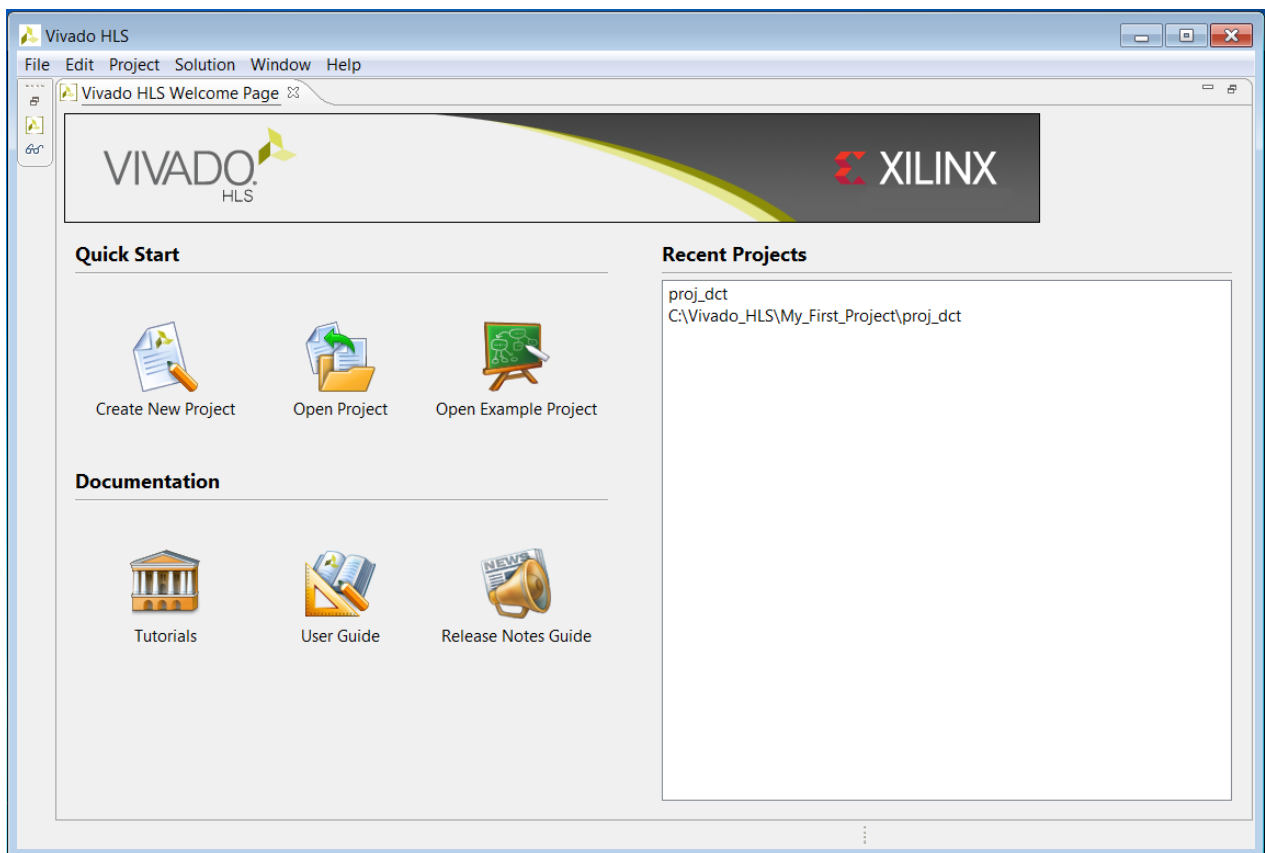 Vivado HLS
File Edit Project Solution Window Help
Vivado HLS Welcome Page
VIVADO.
HLS
XILINX
Quick Start
Create New Project
Open Project
Open Example Project
Documentation
NEWS
Tutorials
User Guide
Release Notes Guide
Recent Projects
proj_dct
C:\Vivado_HLS\My_First_Project\proj_dct